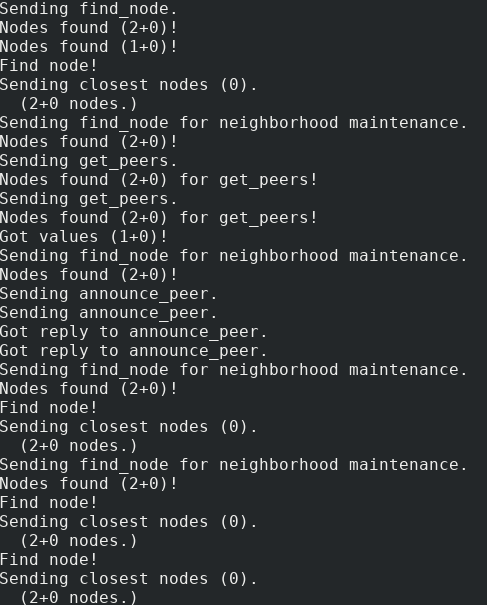 Sending find_node.
Nodes found (2+0)!
Nodes found (1+0)!
Find node!
Sending closest nodes (0).
  (2+0 nodes.)
Sending find_node for neighborhood maintenance.
Nodes found (2+0)!
Sending get_peers.
Nodes found (2+0) for get_peers!
Sending get_peers.
Nodes found (2+0) for get_peers!
Got values (1+0)!
Sending find_node for neighborhood maintenance.
Nodes found (2+0)!
Sending announce_peer.
Sending announce_peer.
Got reply to announce_peer.
Got reply to announce_peer.
Sending find_node for neighborhood maintenance.
Nodes found (2+0)!
Find node!
Sending closest nodes (0).
  (2+0 nodes.)
Sending find_node for neighborhood maintenance.
Nodes found (2+0)!
Find node!
Sending closest nodes (0).
  (2+0 nodes.)
Find node!
Sending closest nodes (0).
  (2+0 nodes.)